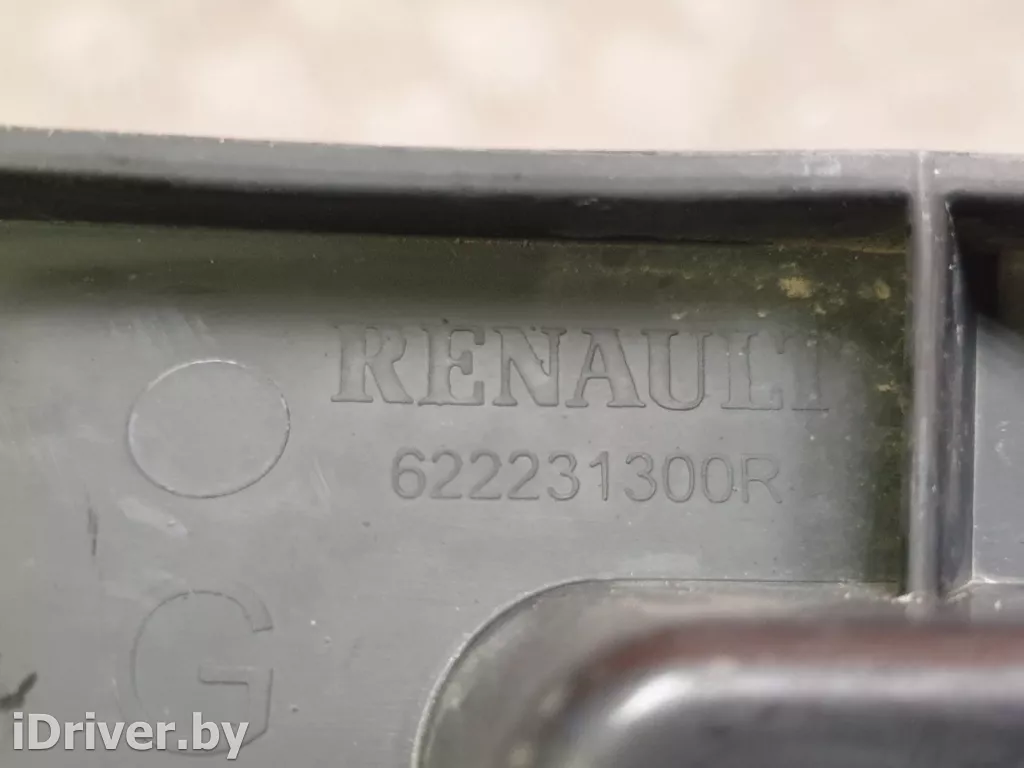 RENAULT
622231300R
G
iDriver.by